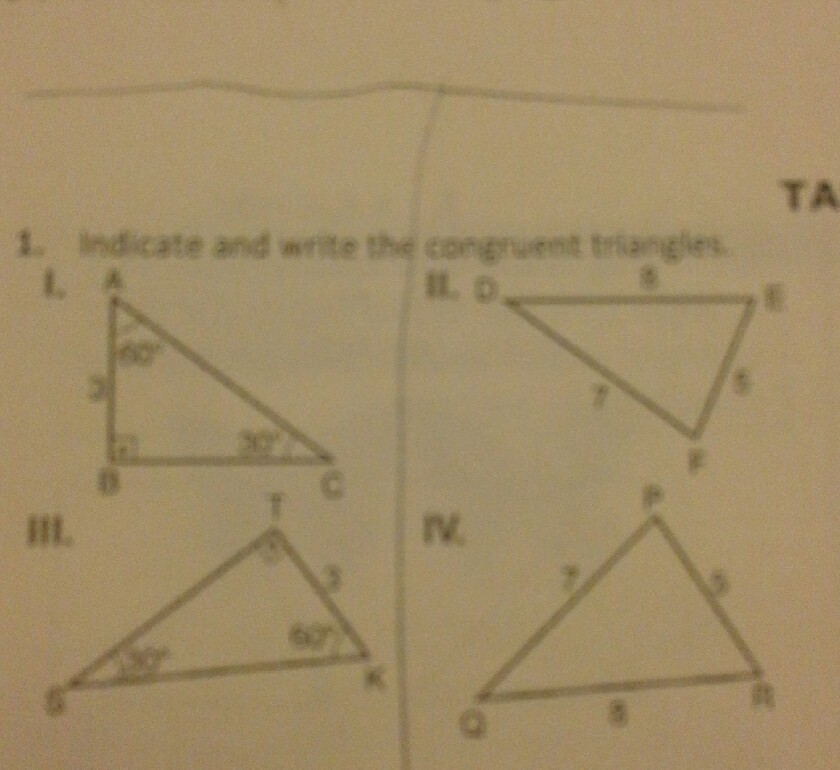 TA
1. Indicate and write the congruent triangles.
I. A
60°
3
30°
B C
II. D 8 E
7 5
F
III. T
3
30° 60°
S K
IV. P
7 5
Q 8 R